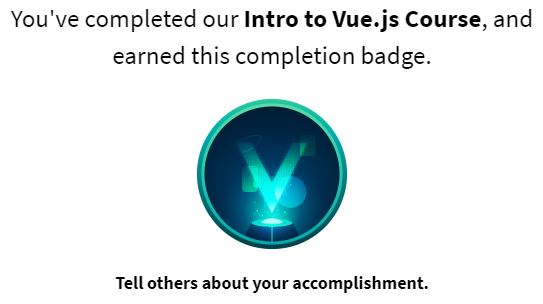 You've completed our Intro to Vue.js Course, and
earned this completion badge.
Tell others about your accomplishment.